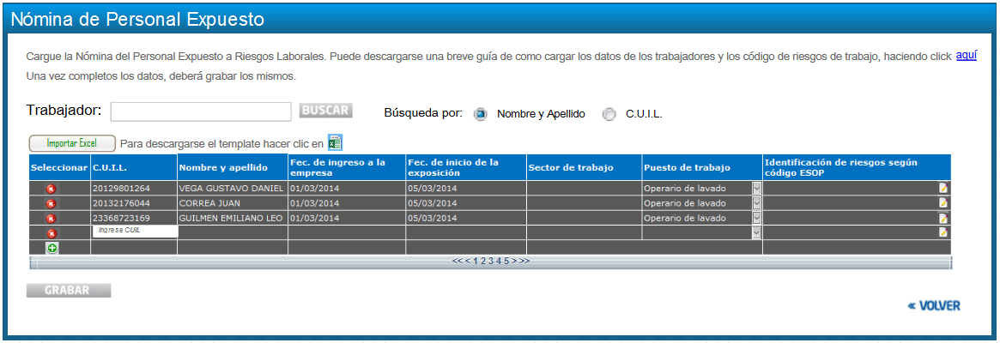 Nómina de Personal Expuesto
Cargue la Nómina del Personal Expuesto a Riesgos Laborales. Puede descargarse una breve guía de como cargar los datos de los trabajadores y los código de riesgos de trabajo, haciendo click aquí
Una vez completos los datos, deberá grabar los mismos.
Trabajador: BUSCAR Búsqueda por: Nombre y Apellido C.U.I.L.
Importar Excel Para descargarse el template hacer clic en
Seleccionar C.U.I.L. Nombre y apellido Fec. de ingreso a la empresa Fec. de inicio de la exposición Sector de trabajo Puesto de trabajo Identificación de riesgos según código ESOP
20129801264 VEGA GUSTAVO DANIEL 01/03/2014 05/03/2014 Operario de lavado
20132176044 CORREA JUAN 01/03/2014 05/03/2014 Operario de lavado
23368723169 GUILMEN EMILIANO LEO 01/03/2014 05/03/2014 Operario de lavado
Ingrese CUIL
<< < 1 2 3 4 5 > >>
GRABAR
« VOLVER